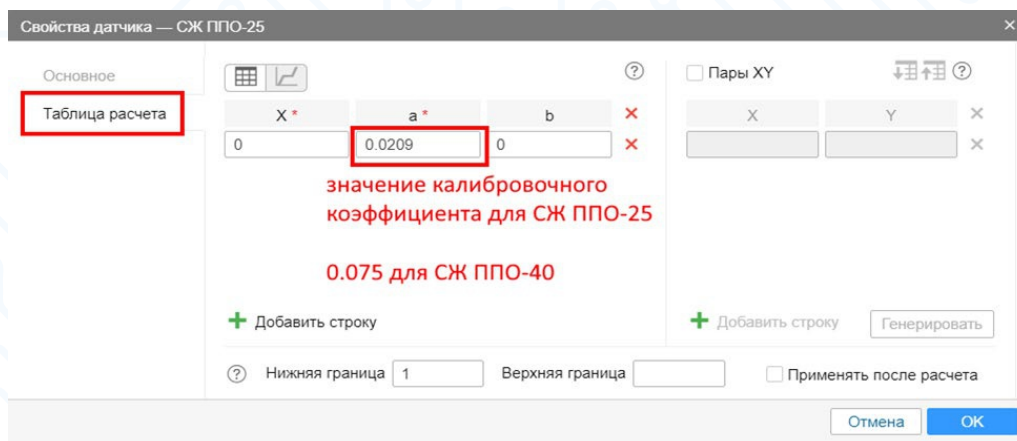 Свойства датчика — СЖ ППО-25 ×
Основное
Таблица расчета
? Пары XY ?
X * a * b × X Y ×
0 0.0209 0 × ×
значение калибровочного
коэффициента для СЖ ППО-25
0.075 для СЖ ППО-40
+ Добавить строку + Добавить строку Генерировать
? Нижняя граница 1 Верхняя граница Применять после расчета
Отмена OK